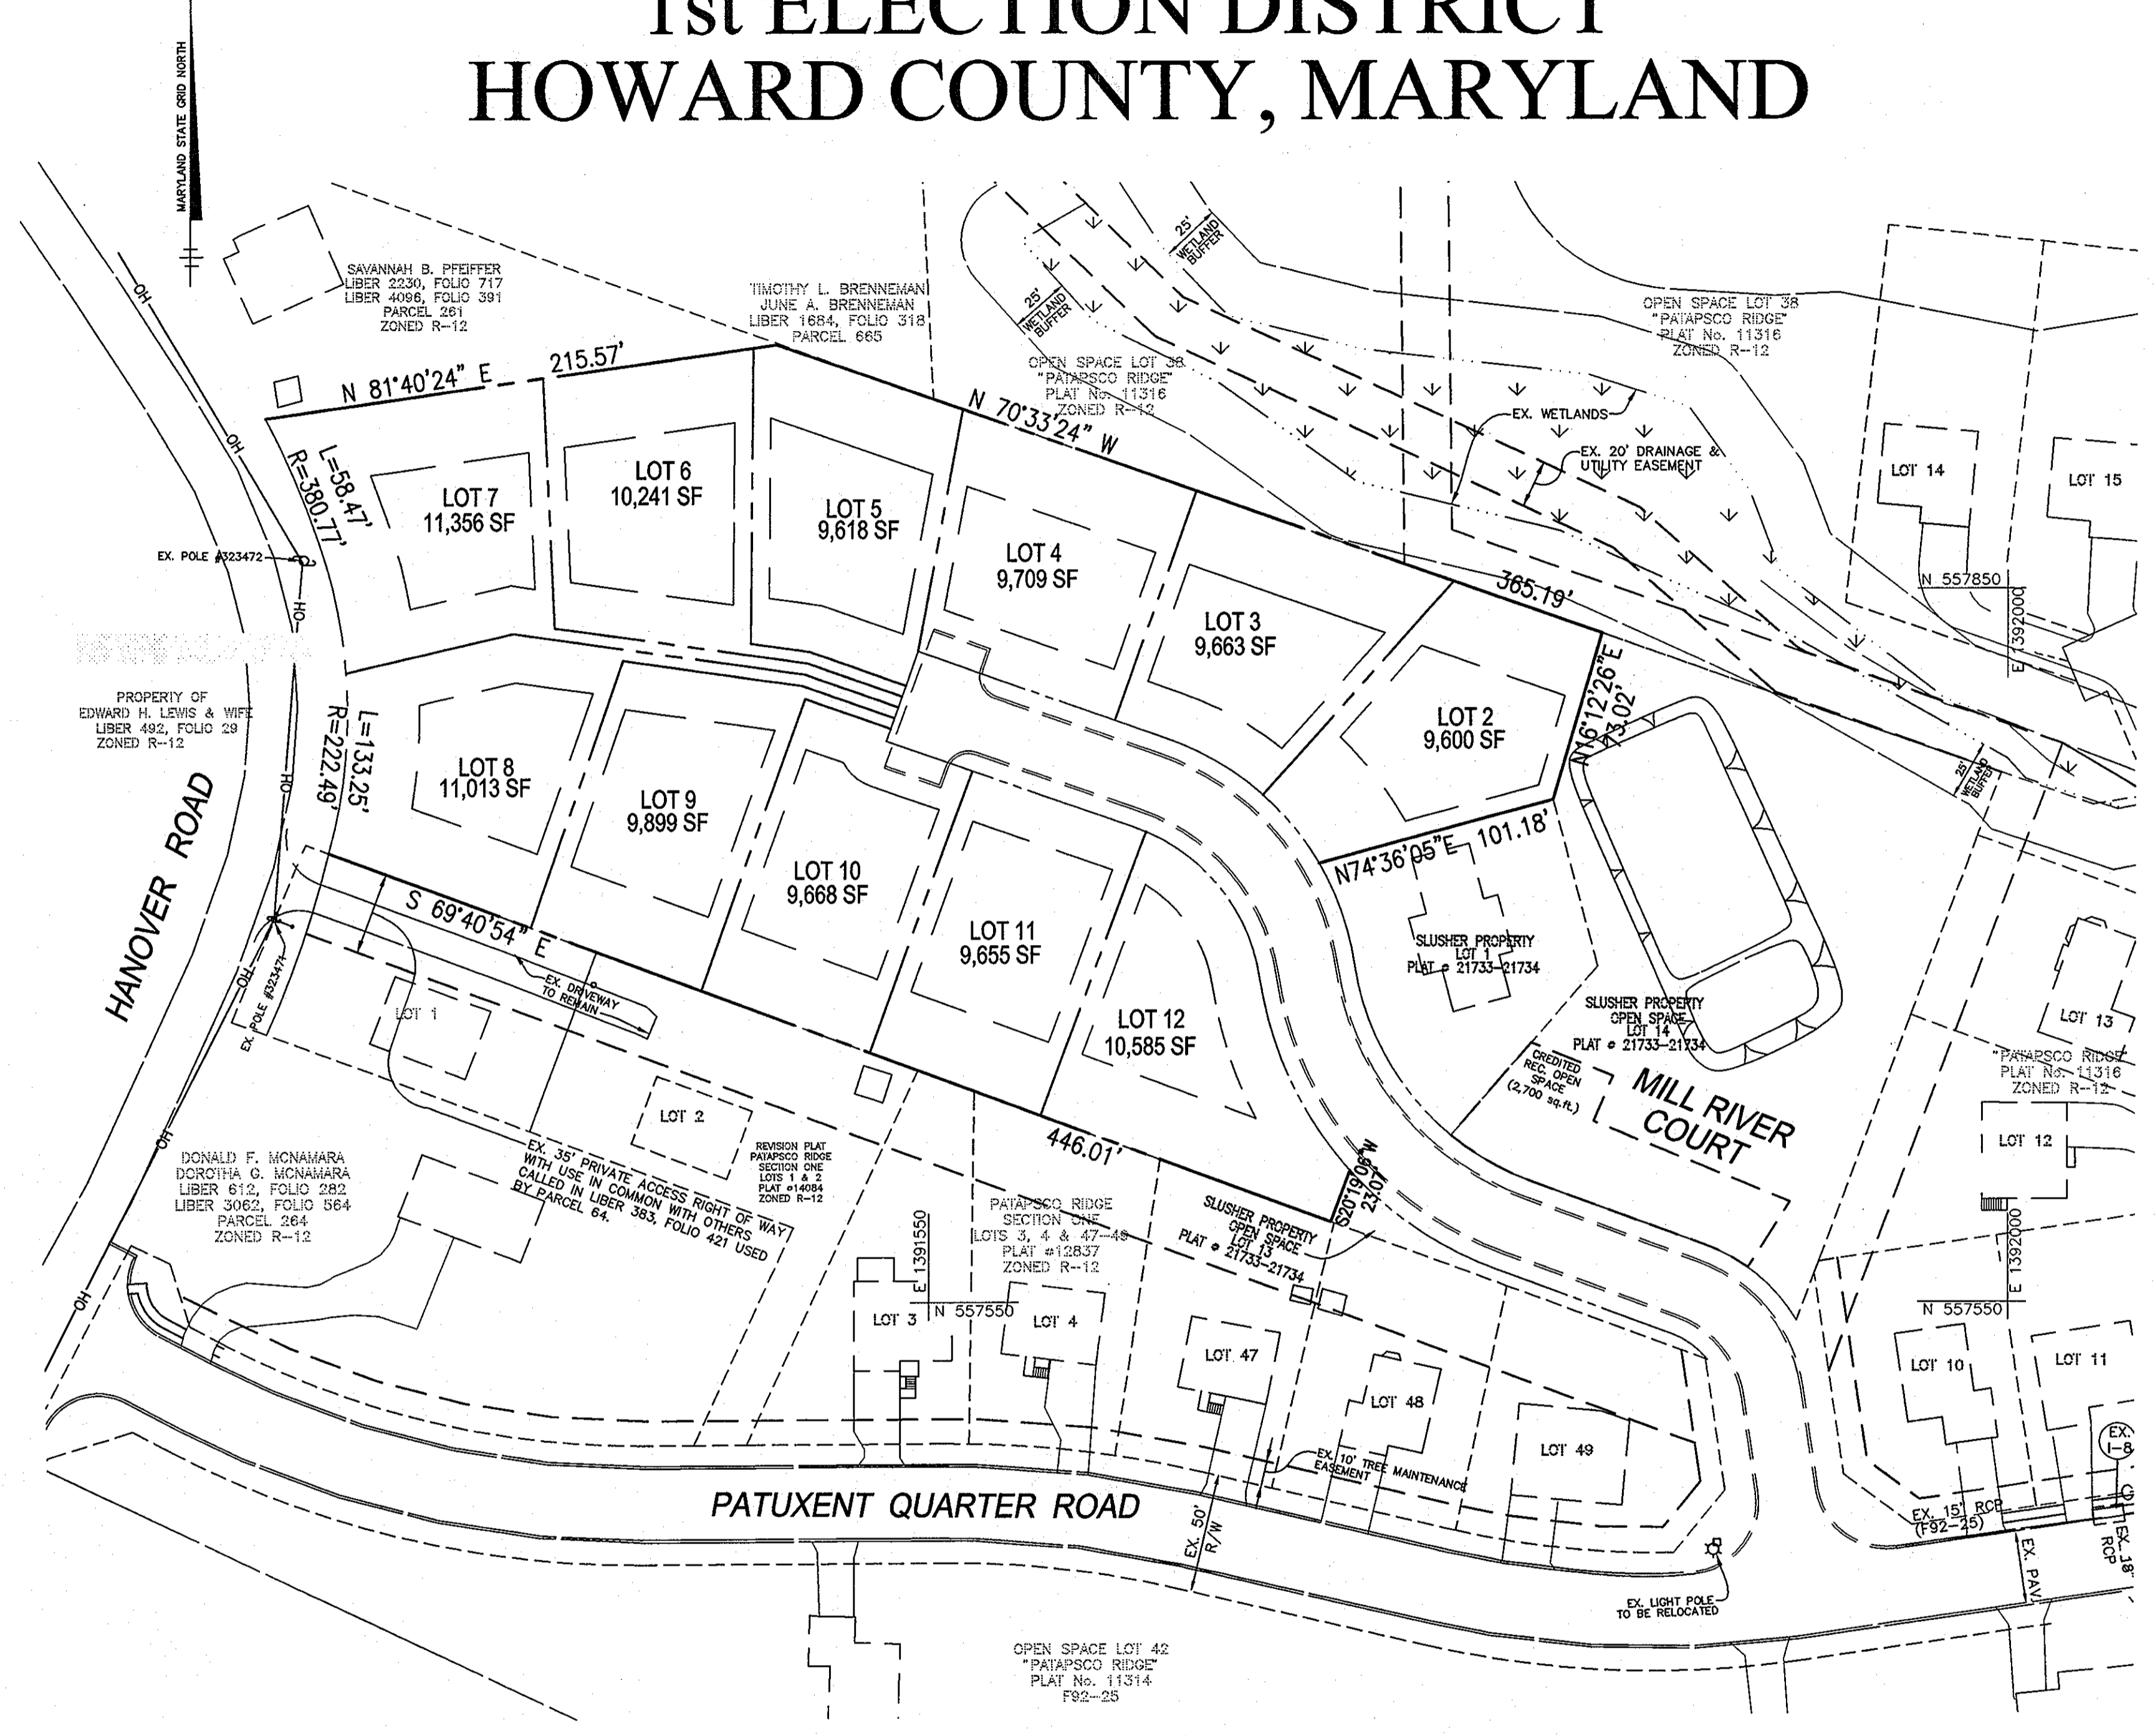 1st ELECTION DISTRICT
HOWARD COUNTY, MARYLAND
MARYLAND STATE GRID NORTH
SAVANNAH B. PFEIFFER
LIBER 2230, FOLIO 717
LIBER 4096, FOLIO 391
PARCEL 261
ZONED R-12
TIMOTHY L. BRENNEMAN
JUNE A. BRENNEMAN
LIBER 1684, FOLIO 318
PARCEL 665
25'
WETLAND
BUFFER
25'
WETLAND
BUFFER
OPEN SPACE LOT 38
"PATAPSCO RIDGE"
PLAT No. 11316
ZONED R-12
OPEN SPACE LOT 38
"PATAPSCO RIDGE"
PLAT No. 11316
ZONED R-12
EX. WETLANDS
EX. 20' DRAINAGE &
UTILITY EASEMENT
LOT 14
LOT 15
N 557850
E 1392000
OH
OH
OH
OH
OH
OH
OH
N 81°40'24" E
215.57'
N 70°33'24" W
365.19'
L=58.47'
R=380.77'
EX. POLE #323472
LOT 7
11,356 SF
LOT 6
10,241 SF
LOT 5
9,618 SF
LOT 4
9,709 SF
LOT 3
9,663 SF
LOT 2
9,600 SF
N16°12'26"E
73.02'
N74°36'05"E 101.18'
PROPERTY OF
EDWARD H. LEWIS & WIFE
LIBER 492, FOLIO 29
ZONED R-12
HANOVER ROAD
L=133.25'
R=222.49'
LOT 8
11,013 SF
LOT 9
9,899 SF
LOT 10
9,668 SF
LOT 11
9,655 SF
LOT 12
10,585 SF
S 69°40'54" E
446.01'
EX. DRIVEWAY
TO REMAIN
EX. POLE #323471
25'
WETLAND
BUFFER
SLUSHER PROPERTY
LOT 1
PLAT # 21733-21734
SLUSHER PROPERTY
OPEN SPACE
LOT 14
PLAT # 21733-21734
CREDITED
REC. OPEN
SPACE
(2,700 sq.ft.)
MILL RIVER
COURT
LOT 13
"PATAPSCO RIDGE"
PLAT No. 11316
ZONED R-12
LOT 12
LOT 1
LOT 2
REVISION PLAT
PATAPSCO RIDGE
SECTION ONE
LOTS 1 & 2
PLAT #14084
ZONED R-12
EX. 35' PRIVATE ACCESS RIGHT OF WAY
WITH USE IN COMMON WITH OTHERS
CALLED IN LIBER 383, FOLIO 421 USED
BY PARCEL 64.
DONALD F. MCNAMARA
DOROTHA G. MCNAMARA
LIBER 612, FOLIO 282
LIBER 3062, FOLIO 564
PARCEL 264
ZONED R-12
PATAPSCO RIDGE
SECTION ONE
LOTS 3, 4 & 47-49
PLAT #12837
ZONED R-12
SLUSHER PROPERTY
OPEN SPACE
LOT 13
PLAT # 21733-21734
S20°19'06"W
23.07'
E 1391550
N 557550
E 1392000
N 557550
LOT 3
LOT 4
LOT 47
LOT 48
LOT 49
LOT 10
LOT 11
EX. 10' TREE MAINTENANCE
EASEMENT
PATUXENT QUARTER ROAD
EX. 50'
R/W
EX.
I-8
EX. 15" RCP
(F92-25)
EX. PAV.
EX. 18"
RCP
EX. LIGHT POLE
TO BE RELOCATED
OPEN SPACE LOT 42
"PATAPSCO RIDGE"
PLAT No. 11314
F92-25